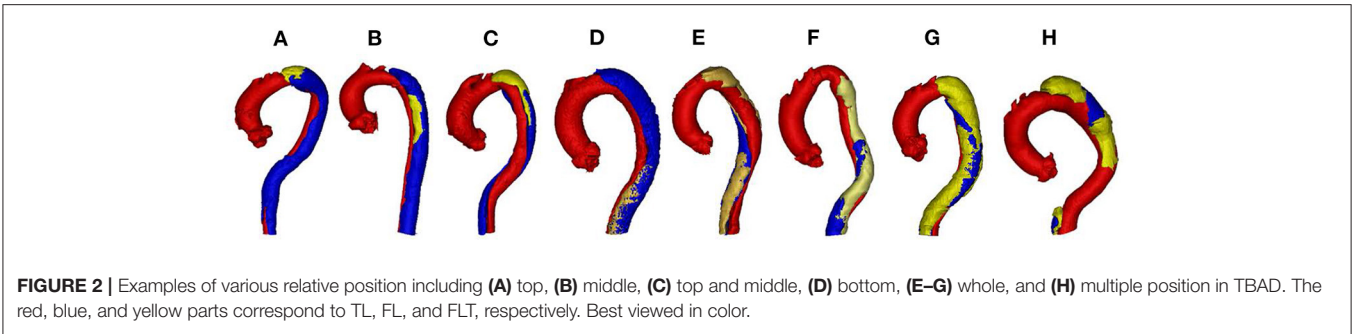 A B C D E F G H
FIGURE 2 | Examples of various relative position including (A) top, (B) middle, (C) top and middle, (D) bottom, (E–G) whole, and (H) multiple position in TBAD. The
red, blue, and yellow parts correspond to TL, FL, and FLT, respectively. Best viewed in color.